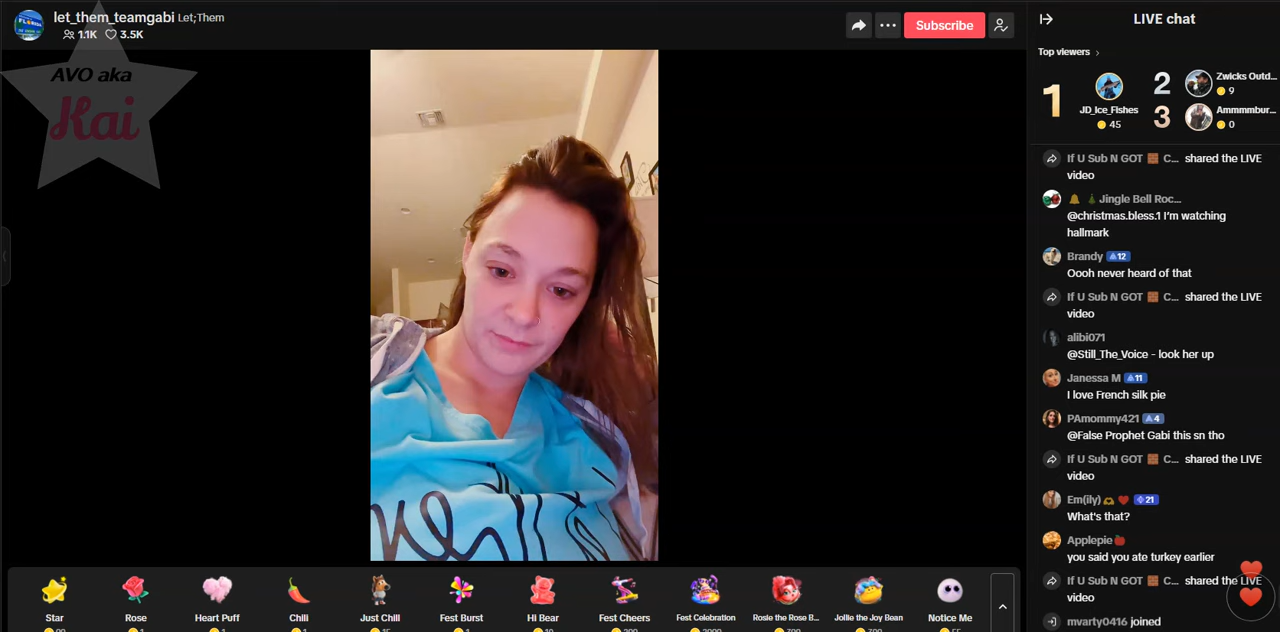 let_them_teamgabi Let;Them
1.1K 3.5K
Subscribe
LIVE chat
AVO aka
Kai
Top viewers
1
JD_Ice_Fishes
45
2
Zwicks Outd...
9
3
Ammmmbur...
0
If U Sub N GOT 🧱 C... shared the LIVE
video
🔔 🎄 Jingle Bell Roc...
@christmas.bless.1 I'm watching
hallmark
Brandy 12
Oooh never heard of that
If U Sub N GOT 🧱 C... shared the LIVE
video
alibi071
@Still_The_Voice - look her up
Janessa M 11
I love French silk pie
PAmommy421 4
@False Prophet Gabi this sn tho
If U Sub N GOT 🧱 C... shared the LIVE
video
Em(ily) 🫶 ❤️ 21
What's that?
Applepie🍎
you said you ate turkey earlier
If U Sub N GOT 🧱 C... shared the LIVE
video
mvarty0416 joined
Star
Rose
Heart Puff
Chili
Just Chill
Fest Burst
Hi Bear
Fest Cheers
Fest Celebration
Rosie the Rose B...
Jollie the Joy Bean
Notice Me